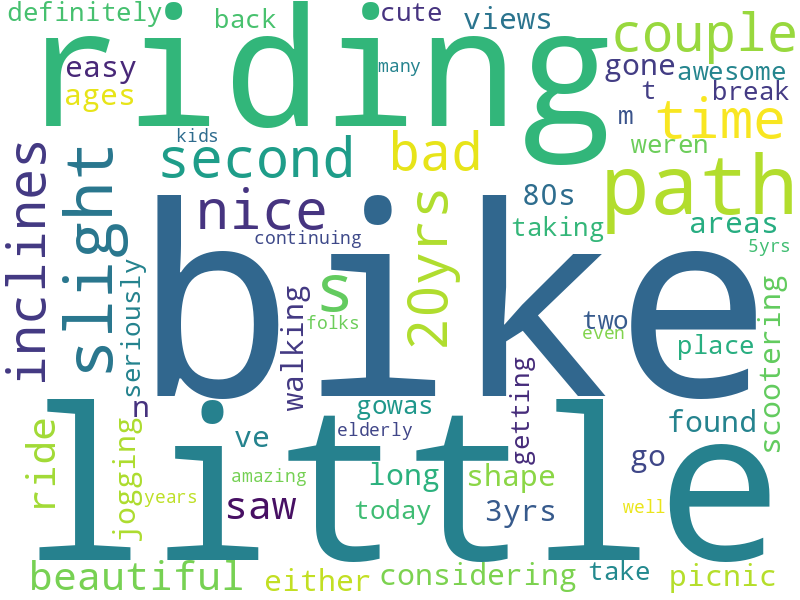 definitely
riding
back
cute
views
couple
easy
many
gone
awesome
ages
t
break
kids
m
time
second
bad
weren
inclines
slight
nice
20yrs
80s
path
continuing
taking
areas
5yrs
bike
seriously
s
walking
folks
two
even
place
scootering
n
gowas
getting
little
ride
jogging
ve
elderly
found
go
amazing
long
shape
years
saw
today
3yrs
well
beautiful
either
considering
take
picnic